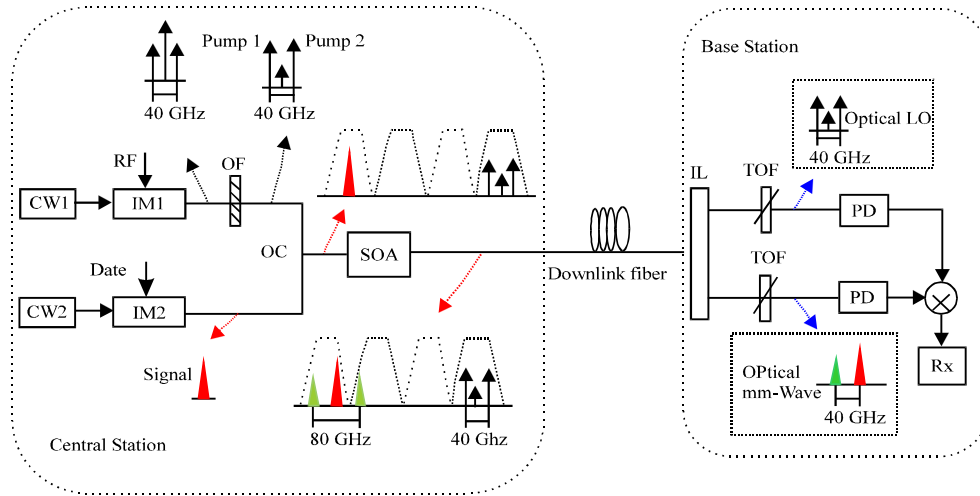 Pump 1
Pump 2
40 GHz
40 GHz
RF
OF
CW1
IM1
OC
SOA
Date
CW2
IM2
Signal
80 GHz
40 Ghz
Central Station
Downlink fiber
Base Station
Optical LO
40 GHz
IL
TOF
PD
TOF
PD
Rx
OPtical
mm-Wave
40 GHz